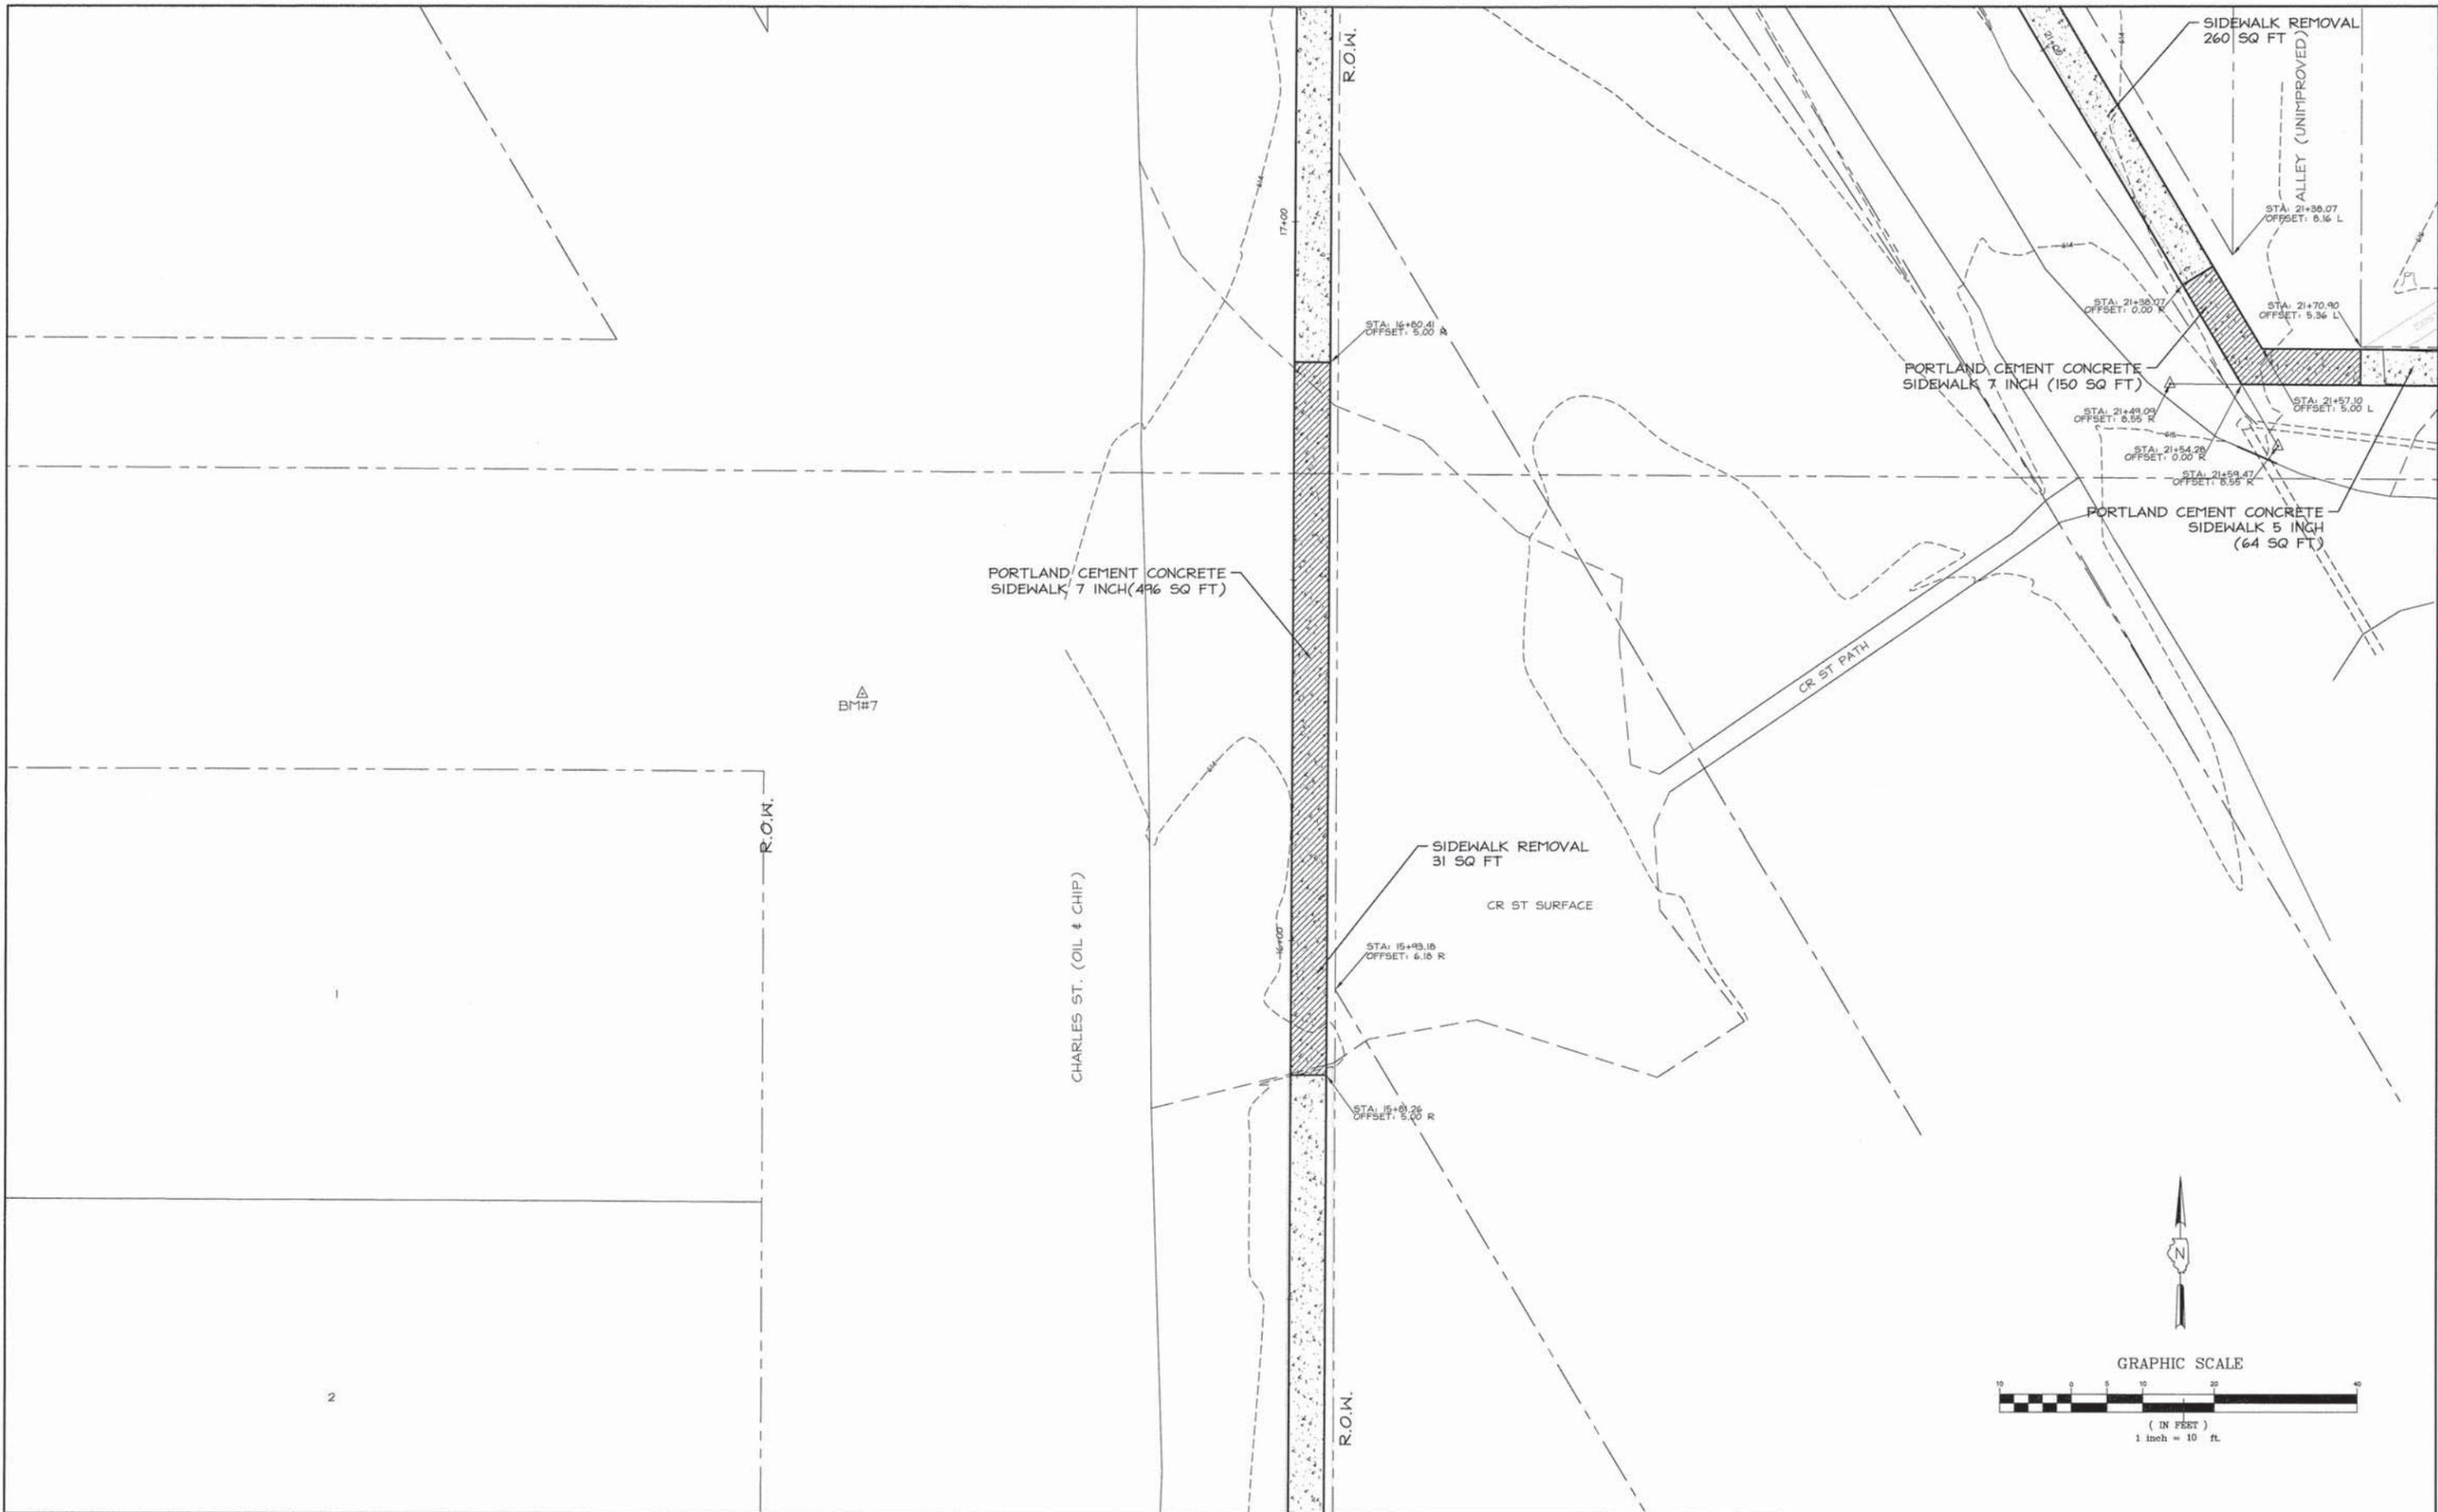 SIDEWALK REMOVAL
260 SQ FT
R.O.W.
21+00
614
ALLEY (UNIMPROVED)
614
17+00
STA: 21+38.07
OFFSET: 8.16 L
614
STA: 16+80.41
OFFSET: 5.00 R
STA: 21+38.07
OFFSET: 0.00 R
STA: 21+70.90
OFFSET: 5.36 L
PORTLAND CEMENT CONCRETE
SIDEWALK 7 INCH (150 SQ FT)
STA: 21+57.10
OFFSET: 5.00 L
STA: 21+49.09
OFFSET: 8.55 R
615
STA: 21+54.28
OFFSET: 0.00 R
STA: 21+59.47
OFFSET: 8.55 R
PORTLAND CEMENT CONCRETE
SIDEWALK 5 INCH
(64 SQ FT)
PORTLAND CEMENT CONCRETE
SIDEWALK 7 INCH(496 SQ FT)
CR ST PATH
BM#7
614
R.O.W.
SIDEWALK REMOVAL
31 SQ FT
CHARLES ST. (OIL & CHIP)
CR ST SURFACE
16+00
STA: 15+93.18
OFFSET: 6.18 R
1
STA: 15+81.26
OFFSET: 5.00 R
N
GRAPHIC SCALE
10 0 5 10 20 40
( IN FEET )
1 inch = 10 ft.
2
R.O.W.